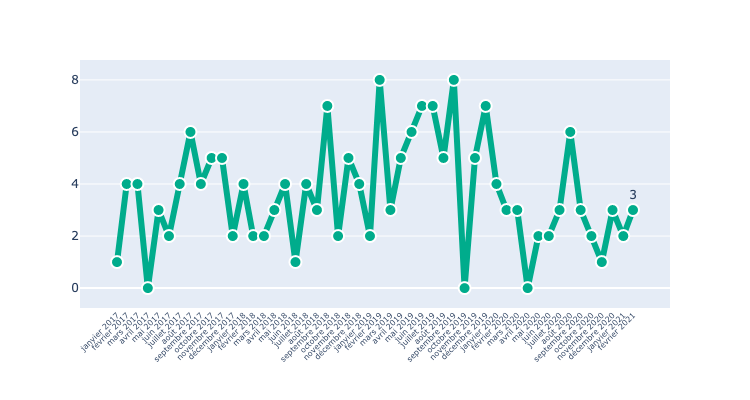 8
6
4
2
0
3
janvier 2017
février 2017
mars 2017
avril 2017
mai 2017
juin 2017
juillet 2017
août 2017
septembre 2017
octobre 2017
novembre 2017
décembre 2017
janvier 2018
février 2018
mars 2018
avril 2018
mai 2018
juin 2018
juillet 2018
août 2018
septembre 2018
octobre 2018
novembre 2018
décembre 2018
janvier 2019
février 2019
mars 2019
avril 2019
mai 2019
juin 2019
juillet 2019
août 2019
septembre 2019
octobre 2019
novembre 2019
décembre 2019
janvier 2020
février 2020
mars 2020
avril 2020
mai 2020
juin 2020
juillet 2020
août 2020
septembre 2020
octobre 2020
novembre 2020
décembre 2020
janvier 2021
février 2021